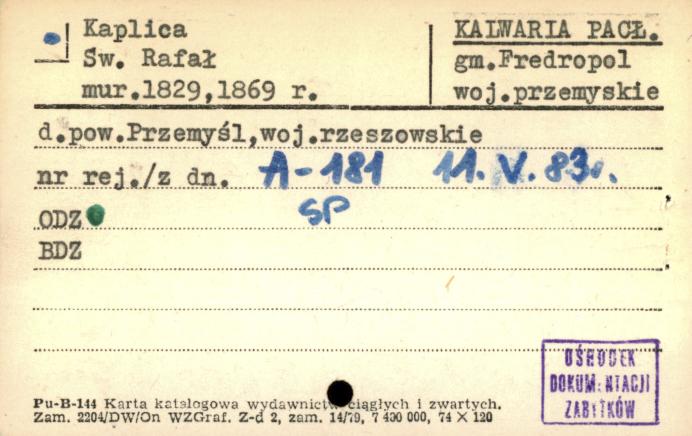 Kaplica
Św. Rafał
mur.1829,1869 r.
KALWARIA PACŁ.
gm.Fredropol
woj.przemyskie
d.pow.Przemyśl,woj.rzeszowskie
nr rej./z dn. A-181 11.V.83r.
SP
ODZ
BDZ
OŚRODEK
DOKUMENTACJI
ZABYTKÓW
Pu-B-144 Karta katalogowa wydawnictw ciągłych i zwartych.
Zam. 2204/DW/On WZGraf. Z-d 2, zam. 14/79, 7 400 000, 74 X 120